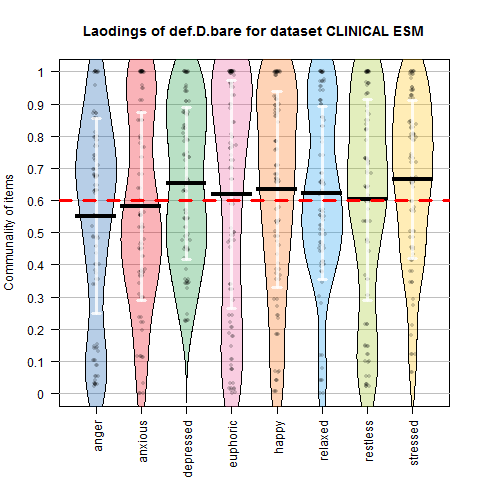 Laodings of def.D.bare for dataset CLINICAL ESM
Communality of items
1
0.9
0.8
0.7
0.6
0.5
0.4
0.3
0.2
0.1
0
anger
anxious
depressed
euphoric
happy
relaxed
restless
stressed